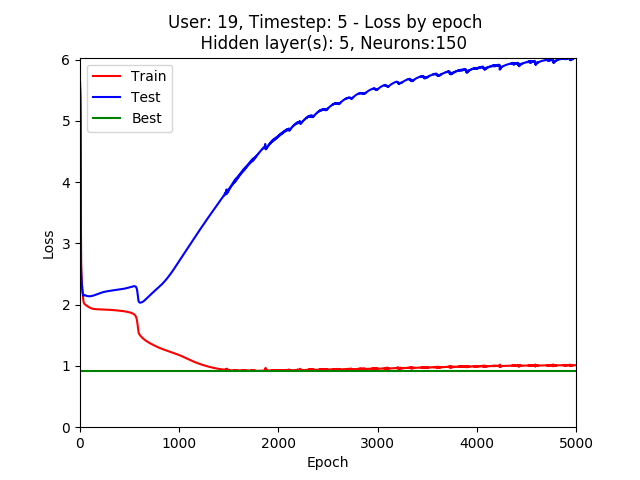 User: 19, Timestep: 5 - Loss by epoch
Hidden layer(s): 5, Neurons:150
Train
Test
Best
Loss
6
5
4
3
2
1
0
0 1000 2000 3000 4000 5000
Epoch